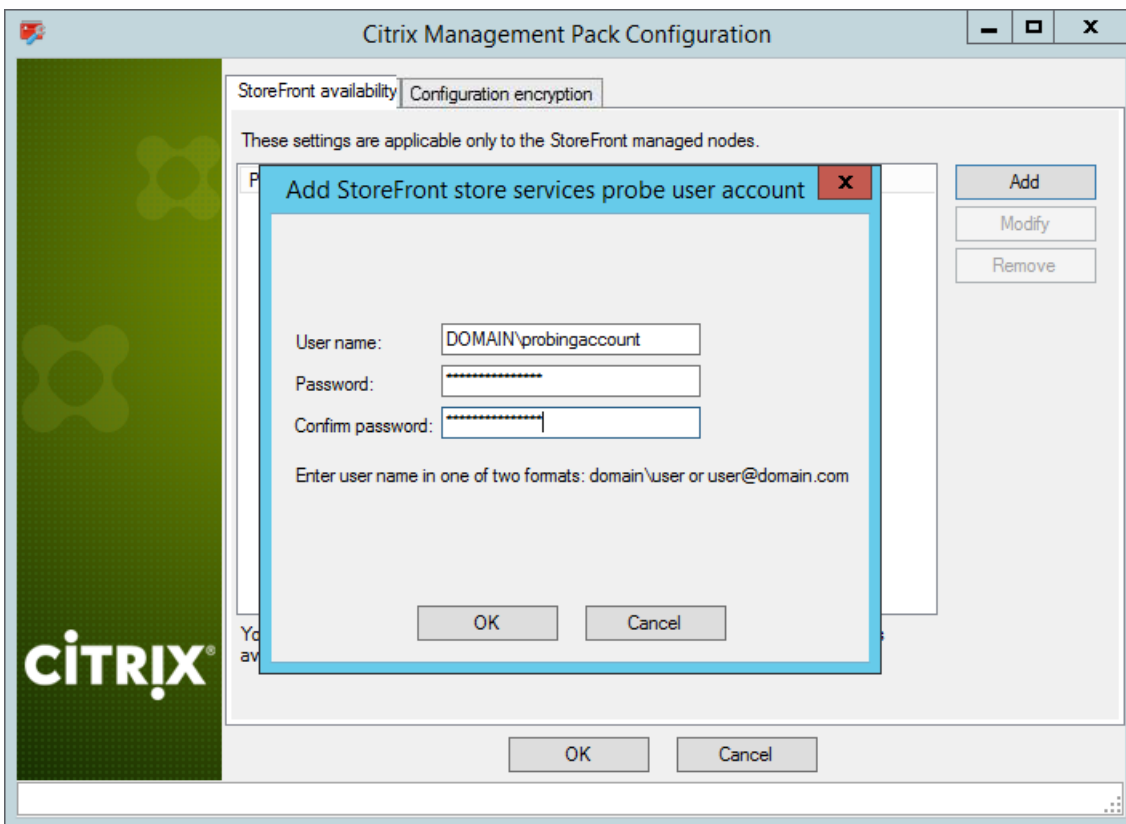 Citrix Management Pack Configuration
StoreFront availability
Configuration encryption
These settings are applicable only to the StoreFront managed nodes.
Add StoreFront store services probe user account
Add
Modify
Remove
User name:
DOMAIN\probingaccount
Password:
***************
Confirm password:
***************
Enter user name in one of two formats: domain\user or user@domain.com
OK
Cancel
CİTRİX®
OK
Cancel